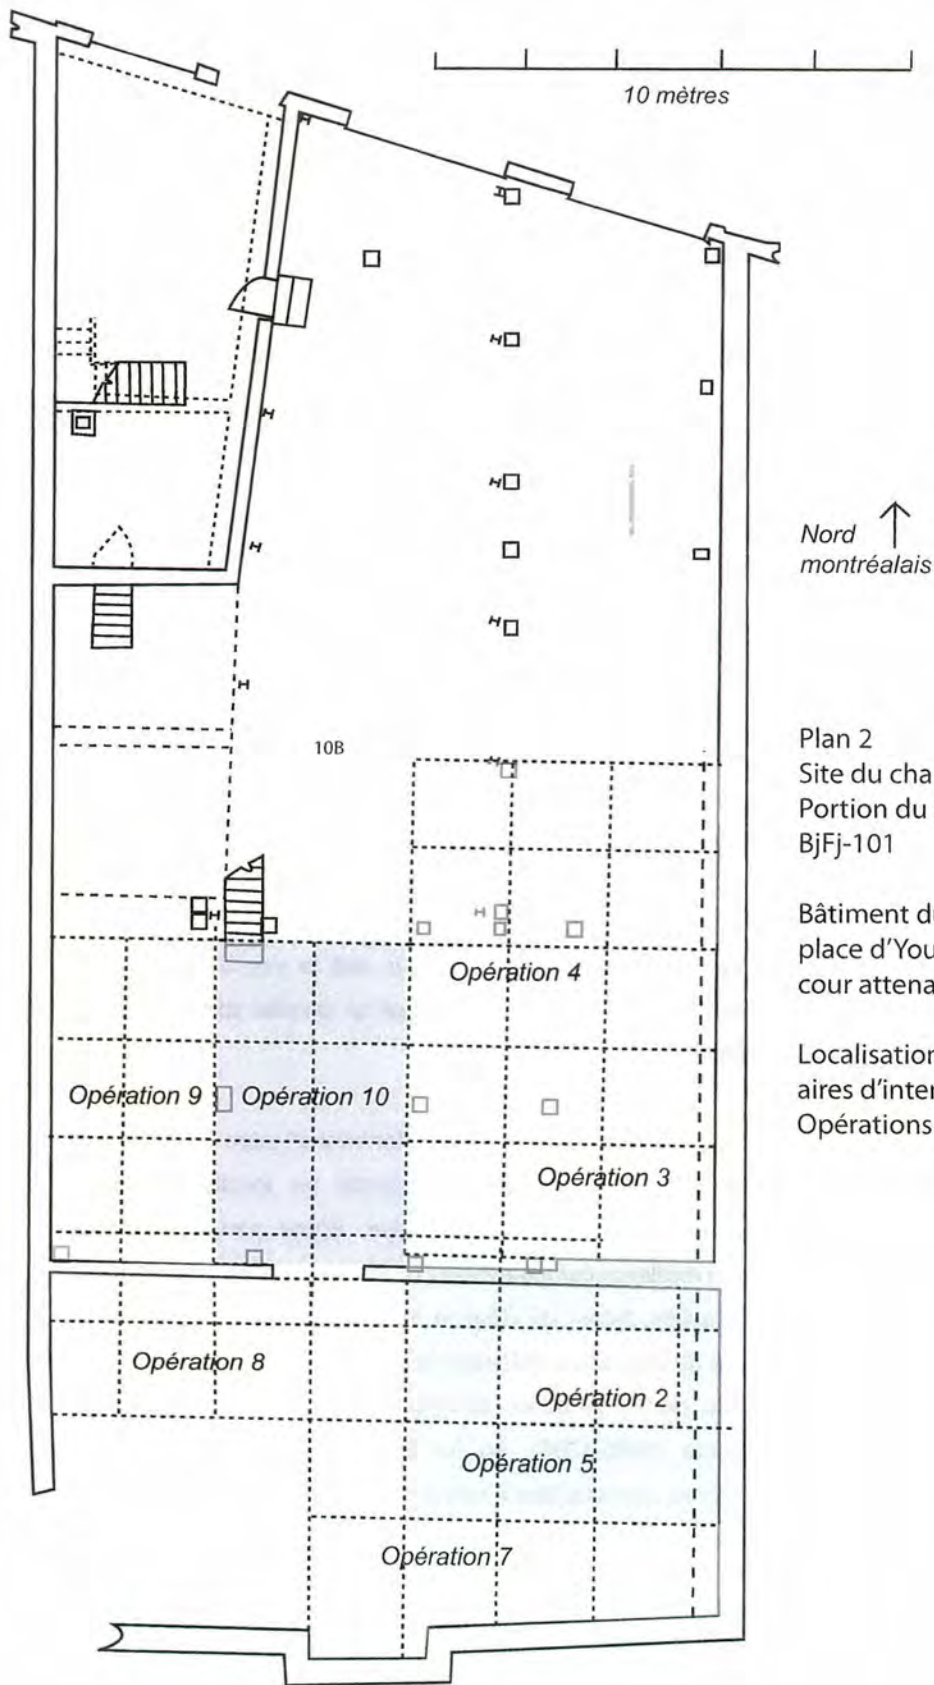 10 mètres
Nord
montréalais
Plan 2
Site du cha
Portion du
BjFj-101
Bâtiment du
place d'You
cour attena
Localisation
aires d'inter
Opérations
10B
Opération 4
Opération 9
Opération 10
Opération 3
Opération 8
Opération 2
Opération 5
Opération 7